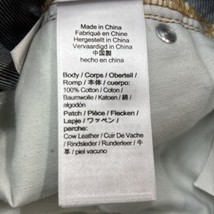 Made in China
Fabriqué en Chine
Hergestellt in China
Vervaardigd in China
中国製
hecho en china
Body / Corps / Oberteil /
Romp / 本体 / cuerpo:
100% Cotton / Coton /
Baumwolle / Katoen / 綿 /
algodón
Patch / Pièce / Flecken /
Lapje / ワッペン /
perche:
Cow Leather / Cuir De Vache
/ Rindsleder / Runderleer / 牛
革 / piel vacuno